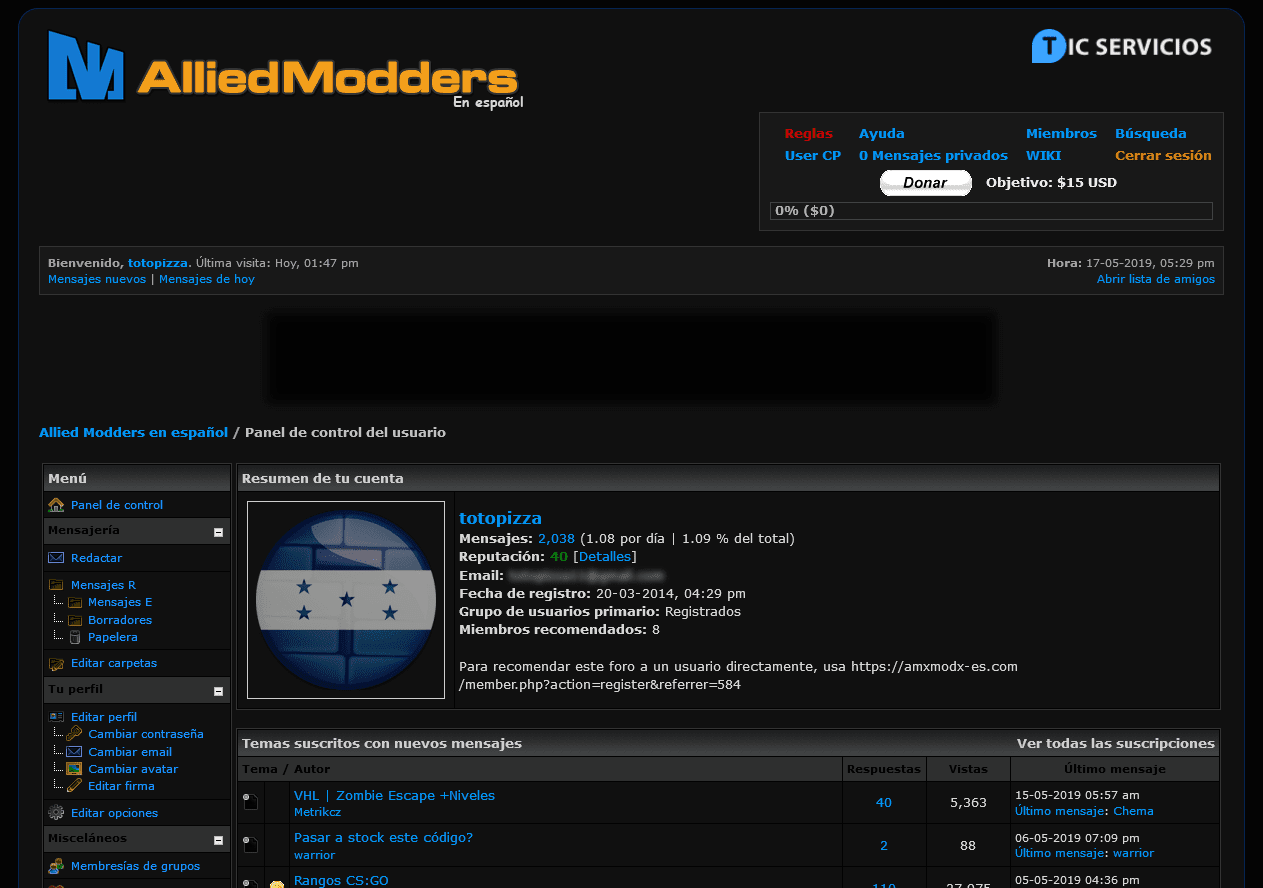 AlliedModders
En español
TIC SERVICIOS
Reglas Ayuda Miembros Búsqueda
User CP 0 Mensajes privados WIKI Cerrar sesión
Donar Objetivo: $15 USD
0% ($0)
Bienvenido, totopizza. Última visita: Hoy, 01:47 pm
Mensajes nuevos | Mensajes de hoy
Hora: 17-05-2019, 05:29 pm
Abrir lista de amigos
Allied Modders en español / Panel de control del usuario
Menú
Panel de control
Mensajería
Redactar
Mensajes R
Mensajes E
Borradores
Papelera
Editar carpetas
Tu perfil
Editar perfil
Cambiar contraseña
Cambiar email
Cambiar avatar
Editar firma
Editar opciones
Misceláneos
Membresías de grupos
Resumen de tu cuenta
totopizza
Mensajes: 2,038 (1.08 por día | 1.09 % del total)
Reputación: 40 [Detalles]
Email:
Fecha de registro: 20-03-2014, 04:29 pm
Grupo de usuarios primario: Registrados
Miembros recomendados: 8
Para recomendar este foro a un usuario directamente, usa https://amxmodx-es.com
/member.php?action=register&referrer=584
Temas suscritos con nuevos mensajes Ver todas las suscripciones
Tema / Autor Respuestas Vistas Último mensaje
VHL | Zombie Escape +Niveles
Metrikcz
40 5,363
15-05-2019 05:57 am
Último mensaje: Chema
Pasar a stock este código?
warrior
2 88
06-05-2019 07:09 pm
Último mensaje: warrior
Rangos CS:GO
110 27,075
05-05-2019 04:36 pm